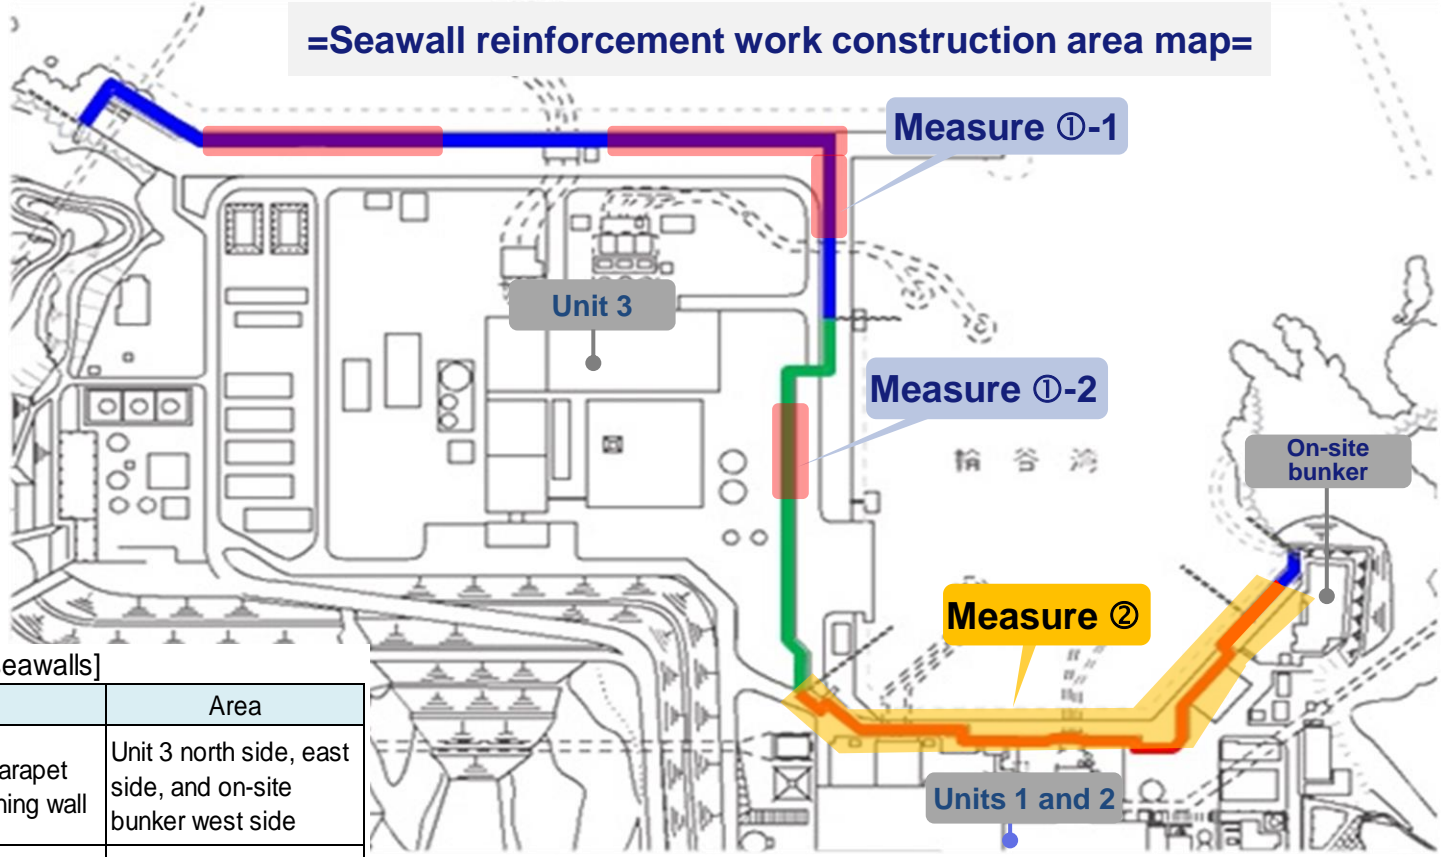 =Seawall reinforcement work construction area map=
Measure ①-1
Unit 3
Measure ①-2
輪 谷 湾
On-site
bunker
Measure ②
seawalls]
Area
arapet
ning wall
Unit 3 north side, east
side, and on-site
bunker west side
Units 1 and 2